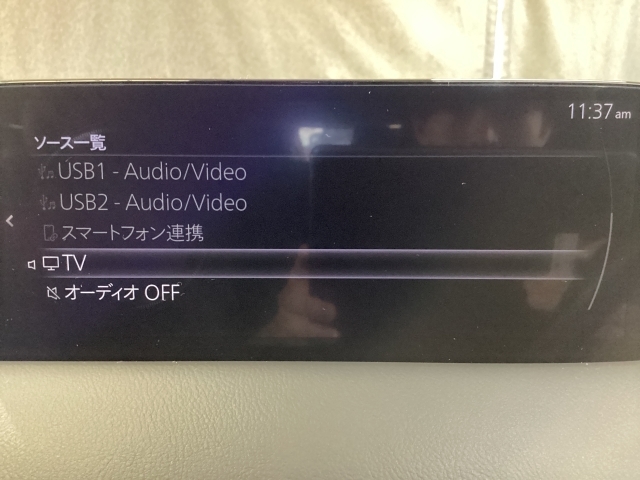 11:37 am
ソース一覧
USB1 - Audio/Video
USB2 - Audio/Video
スマートフォン連携
TV
オーディオ OFF